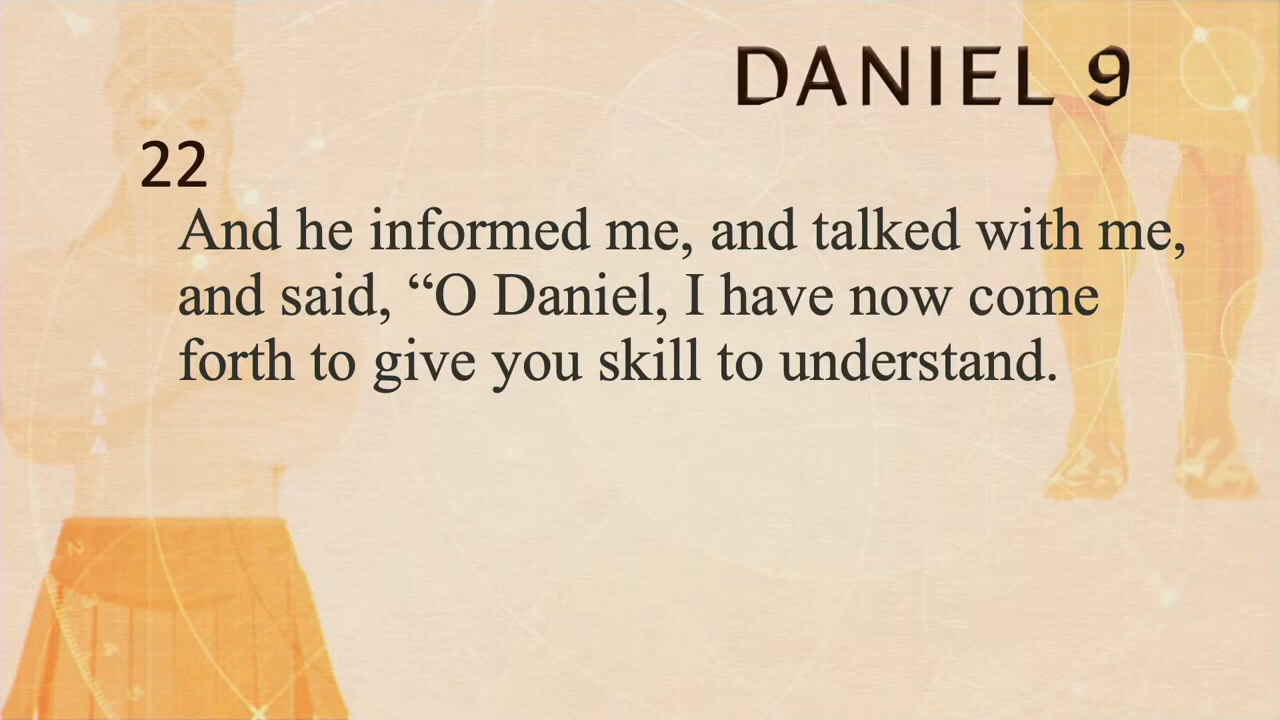 DANIEL 9
22
And he informed me, and talked with me,
and said, “O Daniel, I have now come
forth to give you skill to understand.